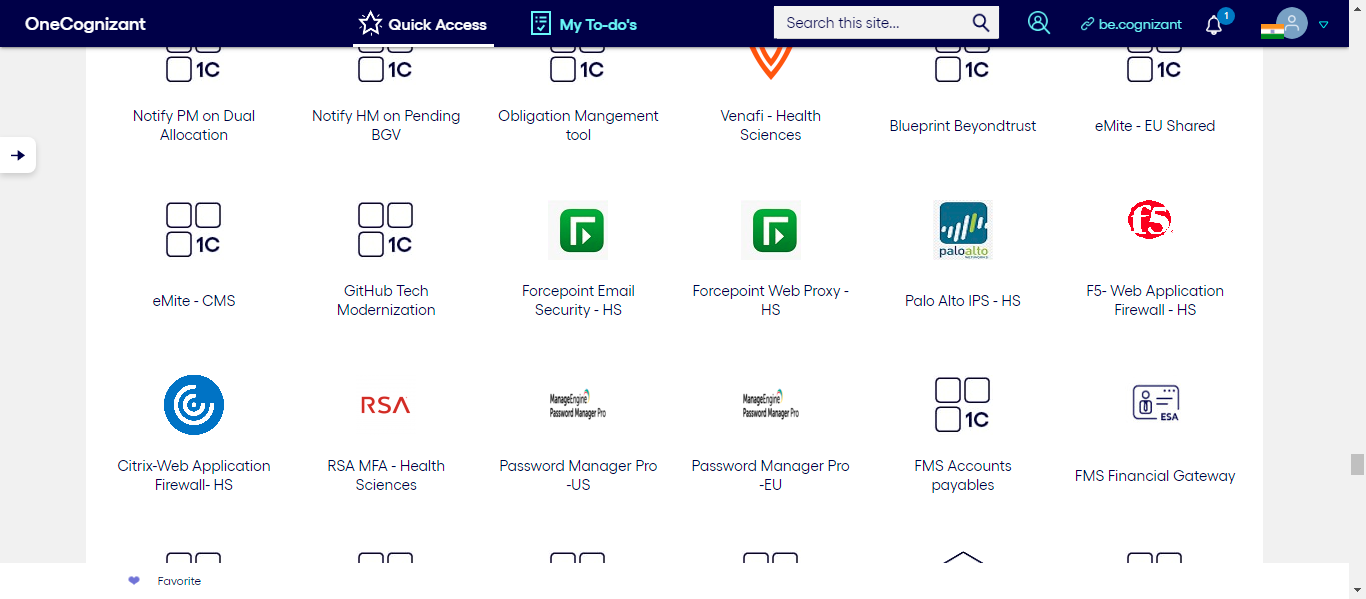 OneCognizant
Quick Access
My To-do's
Search this site...
be.cognizant
1
1C
1C
1C
1C
1C
Notify PM on Dual
Allocation
Notify HM on Pending
BGV
Obligation Mangement
tool
Venafi - Health
Sciences
Blueprint Beyondtrust
eMite - EU Shared
1C
1C
paloalto
NETWORKS
f5
eMite - CMS
GitHub Tech
Modernization
Forcepoint Email
Security - HS
Forcepoint Web Proxy -
HS
Palo Alto IPS - HS
F5- Web Application
Firewall - HS
RSA
ManageEngine
Password Manager Pro
ManageEngine
Password Manager Pro
1C
ESA
Citrix-Web Application
Firewall- HS
RSA MFA - Health
Sciences
Password Manager Pro
-US
Password Manager Pro
-EU
FMS Accounts
payables
FMS Financial Gateway
Favorite